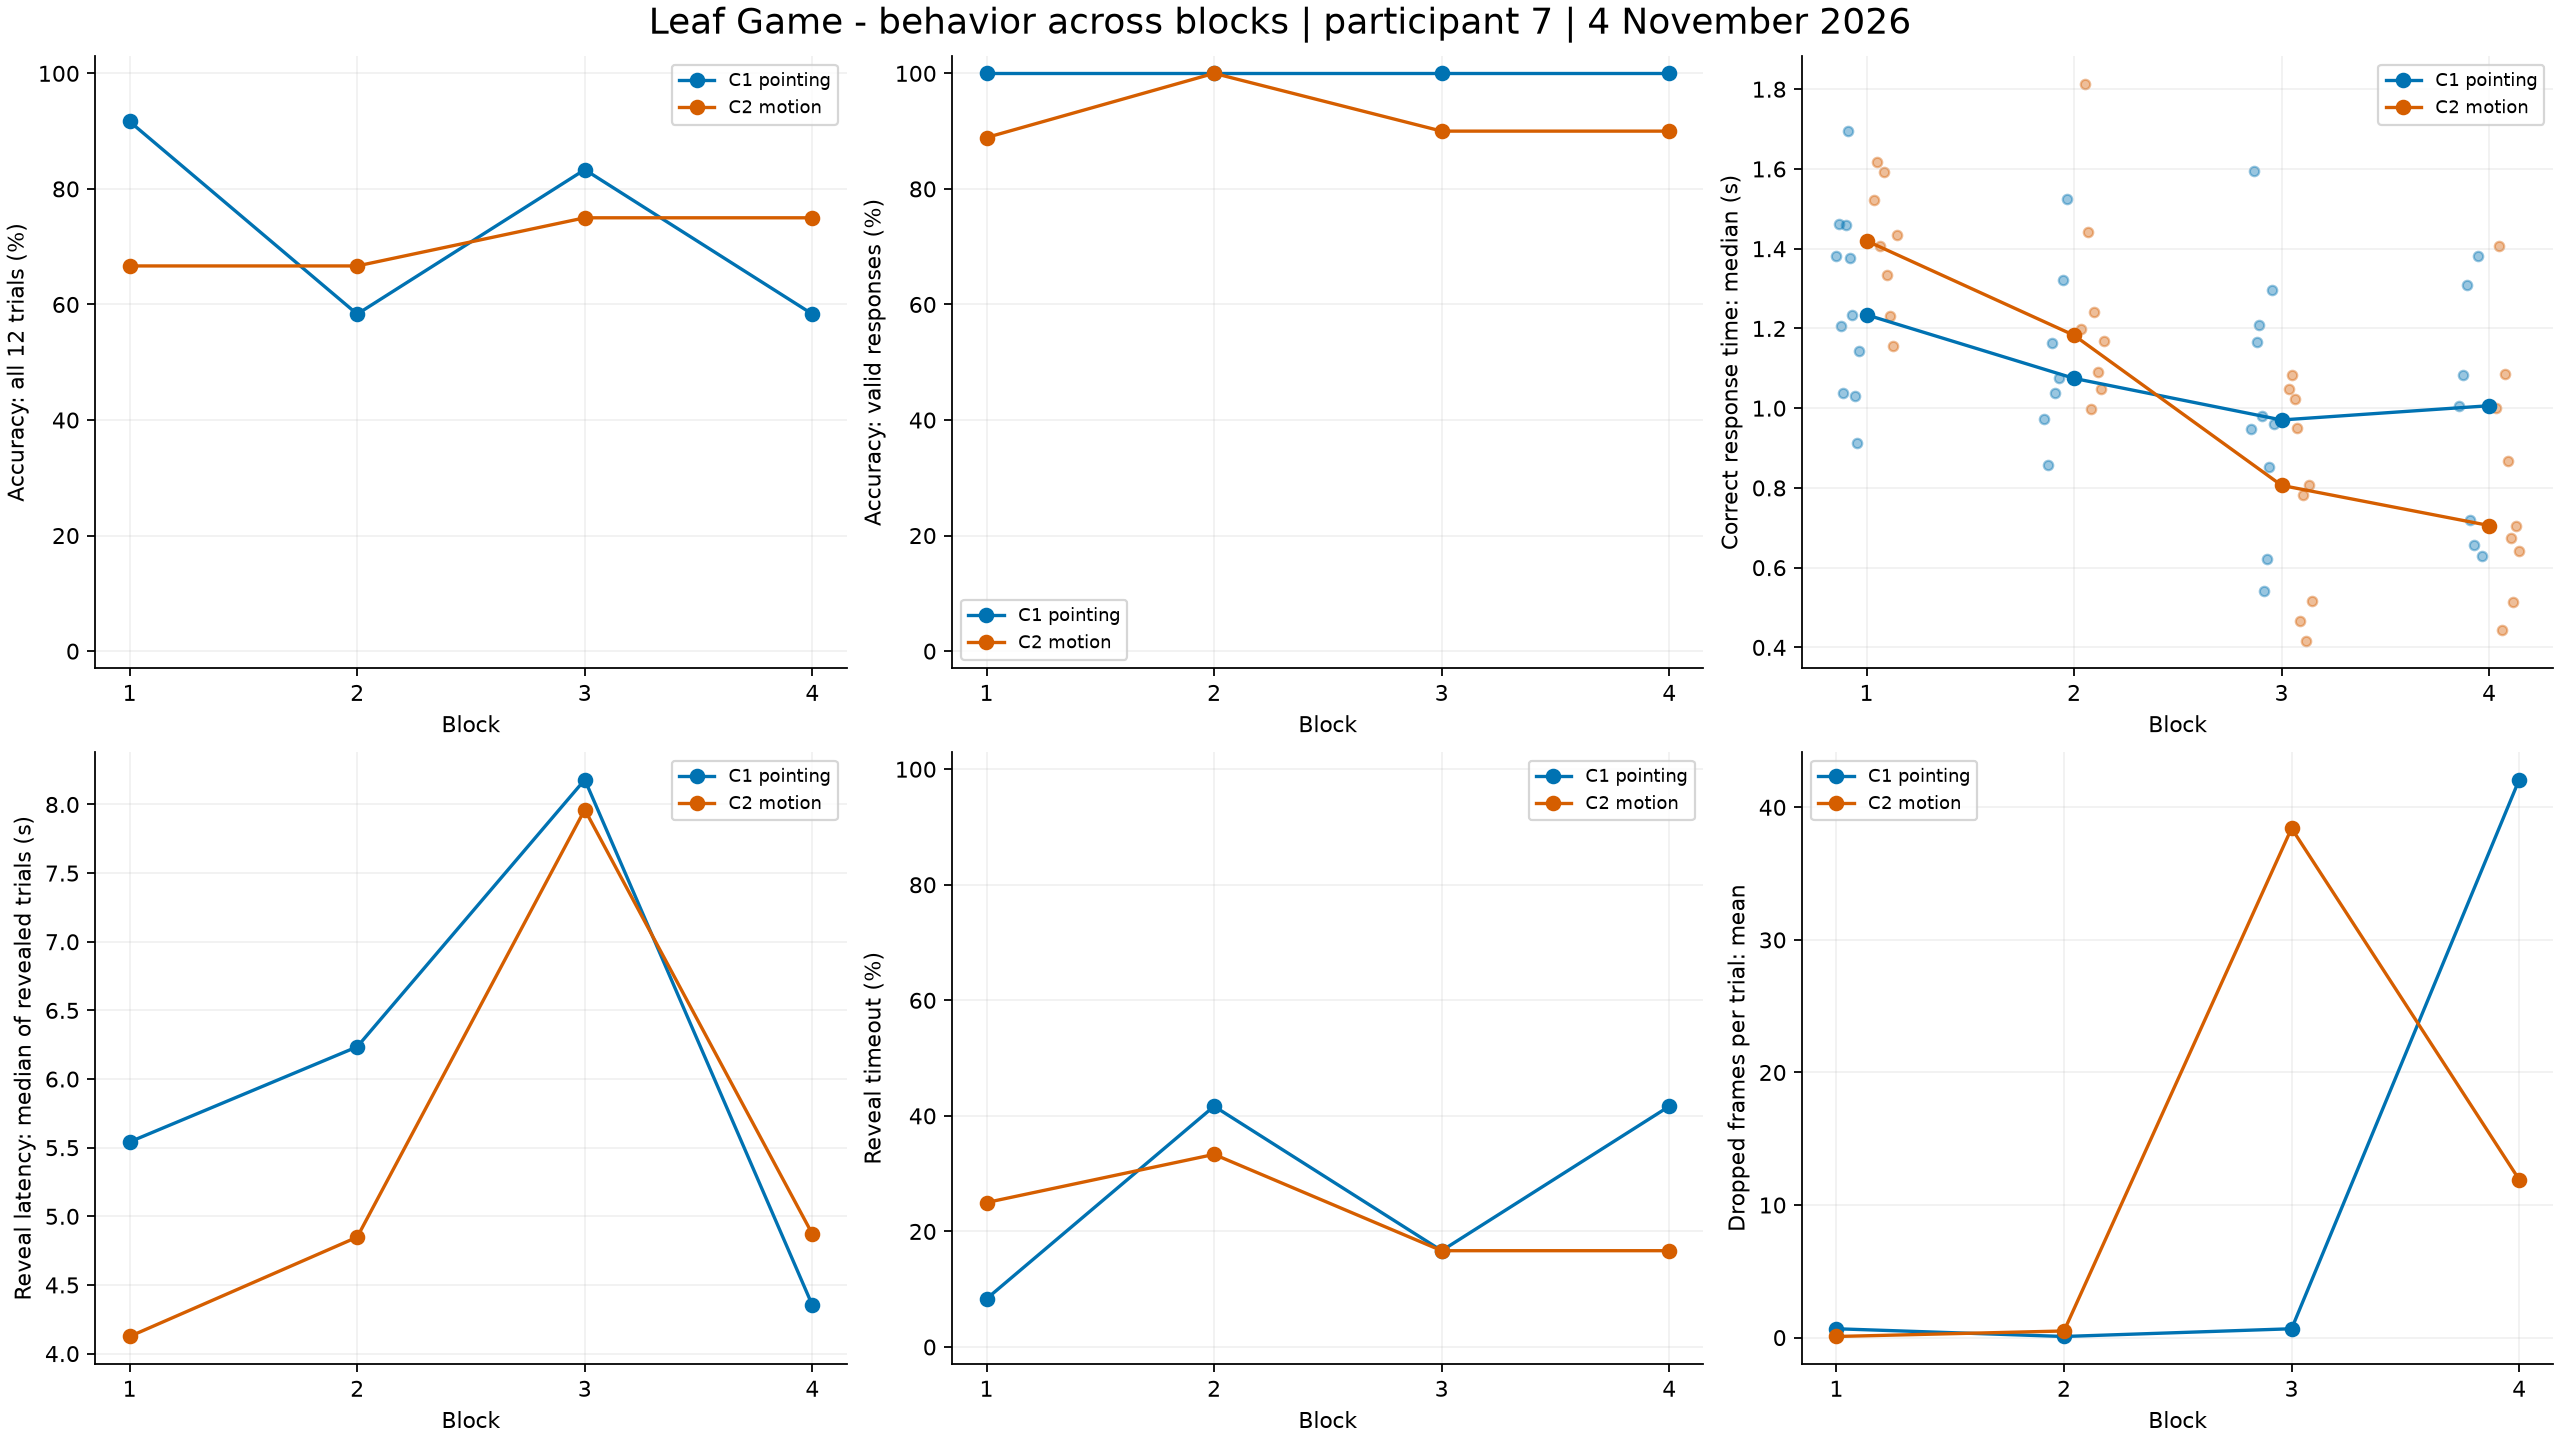 Leaf Game - behavior across blocks | participant 7 | 4 November 2026
Accuracy: all 12 trials (%)
100
80
60
40
20
0
1 2 3 4
Block
C1 pointing
C2 motion
Accuracy: valid responses (%)
100
80
60
40
20
0
1 2 3 4
Block
C1 pointing
C2 motion
Correct response time: median (s)
1.8
1.6
1.4
1.2
1.0
0.8
0.6
0.4
1 2 3 4
Block
C1 pointing
C2 motion
Reveal latency: median of revealed trials (s)
8.0
7.5
7.0
6.5
6.0
5.5
5.0
4.5
4.0
1 2 3 4
Block
C1 pointing
C2 motion
Reveal timeout (%)
100
80
60
40
20
0
1 2 3 4
Block
C1 pointing
C2 motion
Dropped frames per trial: mean
40
30
20
10
0
1 2 3 4
Block
C1 pointing
C2 motion